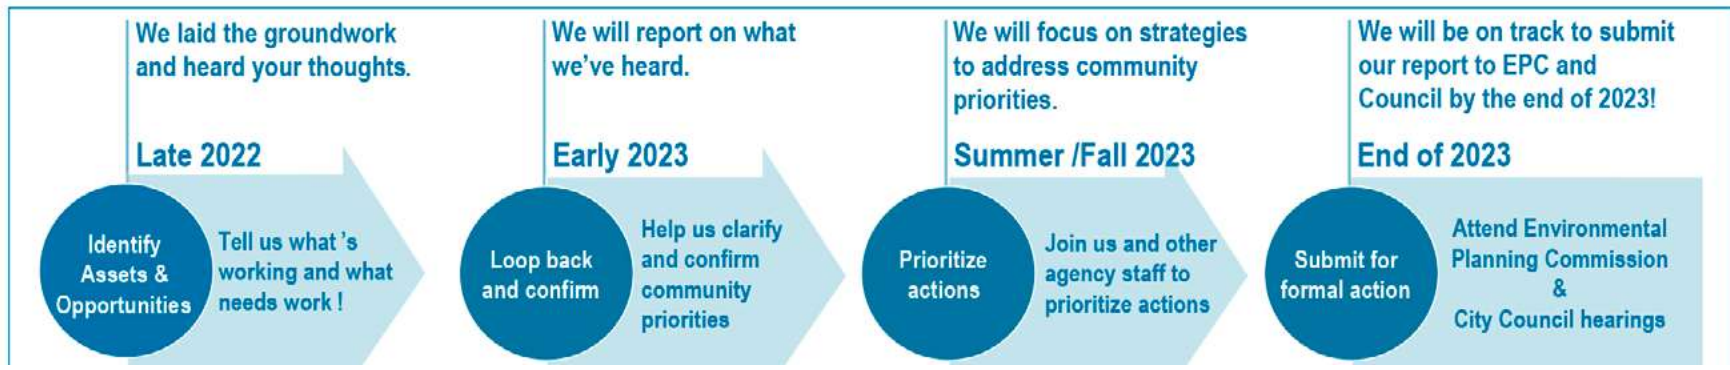 We laid the groundwork
and heard your thoughts.
Late 2022
Identify
Assets &
Opportunities
Tell us what 's
working and what
needs work !
We will report on what
we've heard.
Early 2023
Loop back
and confirm
Help us clarify
and confirm
community
priorities
We will focus on strategies
to address community
priorities.
Summer /Fall 2023
Prioritize
actions
Join us and other
agency staff to
prioritize actions
We will be on track to submit
our report to EPC and
Council by the end of 2023!
End of 2023
Submit for
formal action
Attend Environmental
Planning Commission
&
City Council hearings